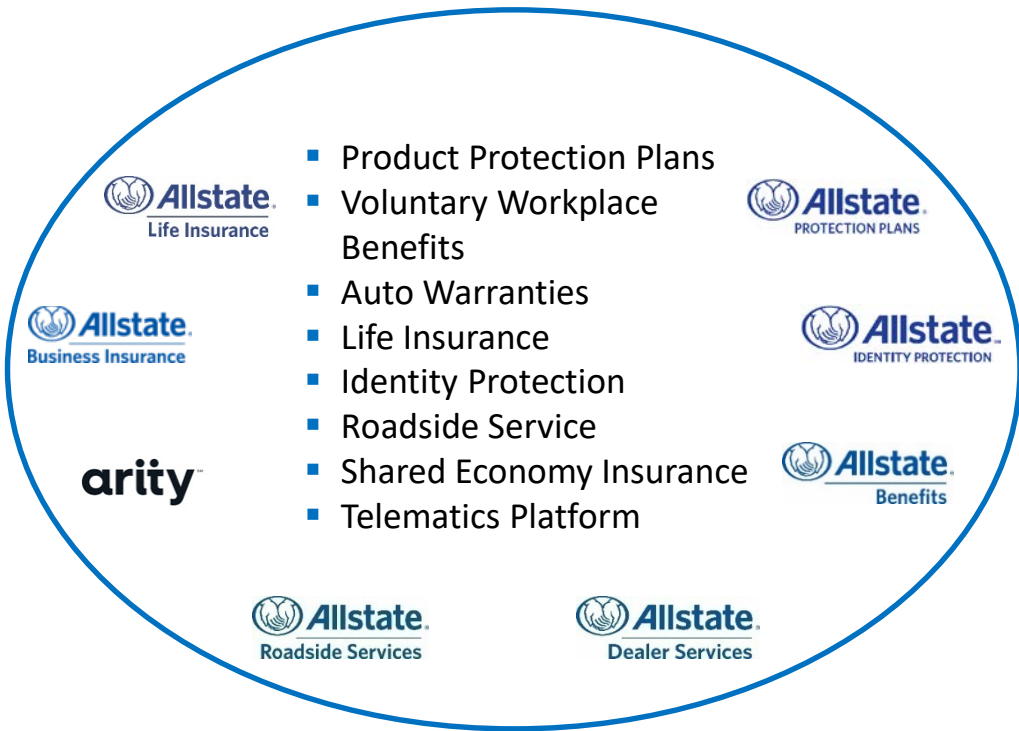 ▪ Product Protection Plans
▪ Voluntary Workplace
Benefits
▪ Auto Warranties
▪ Life Insurance
▪ Identity Protection
▪ Roadside Service
▪ Shared Economy Insurance
▪ Telematics Platform
Allstate.
Life Insurance
Allstate.
Business Insurance
arity
Allstate.
Roadside Services
Allstate.
Dealer Services
Allstate.
Benefits
Allstate.
IDENTITY PROTECTION
Allstate.
PROTECTION PLANS